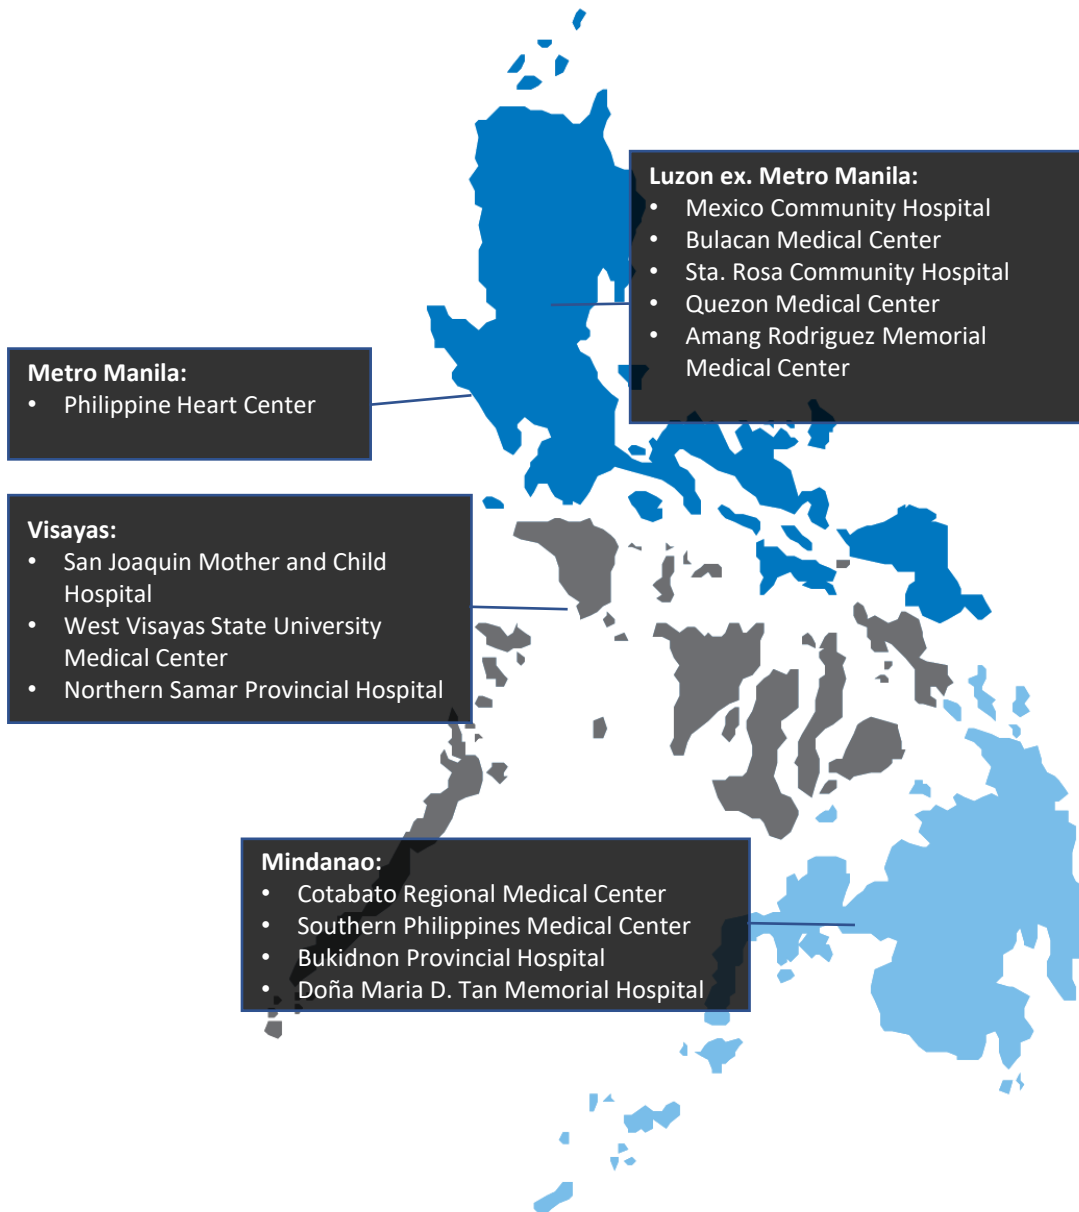 Luzon ex. Metro Manila:
• Mexico Community Hospital
• Bulacan Medical Center
• Sta. Rosa Community Hospital
• Quezon Medical Center
• Amang Rodriguez Memorial
Medical Center
Metro Manila:
• Philippine Heart Center
Visayas:
• San Joaquin Mother and Child
Hospital
• West Visayas State University
Medical Center
• Northern Samar Provincial Hospital
Mindanao:
• Cotabato Regional Medical Center
• Southern Philippines Medical Center
• Bukidnon Provincial Hospital
• Doña Maria D. Tan Memorial Hospital